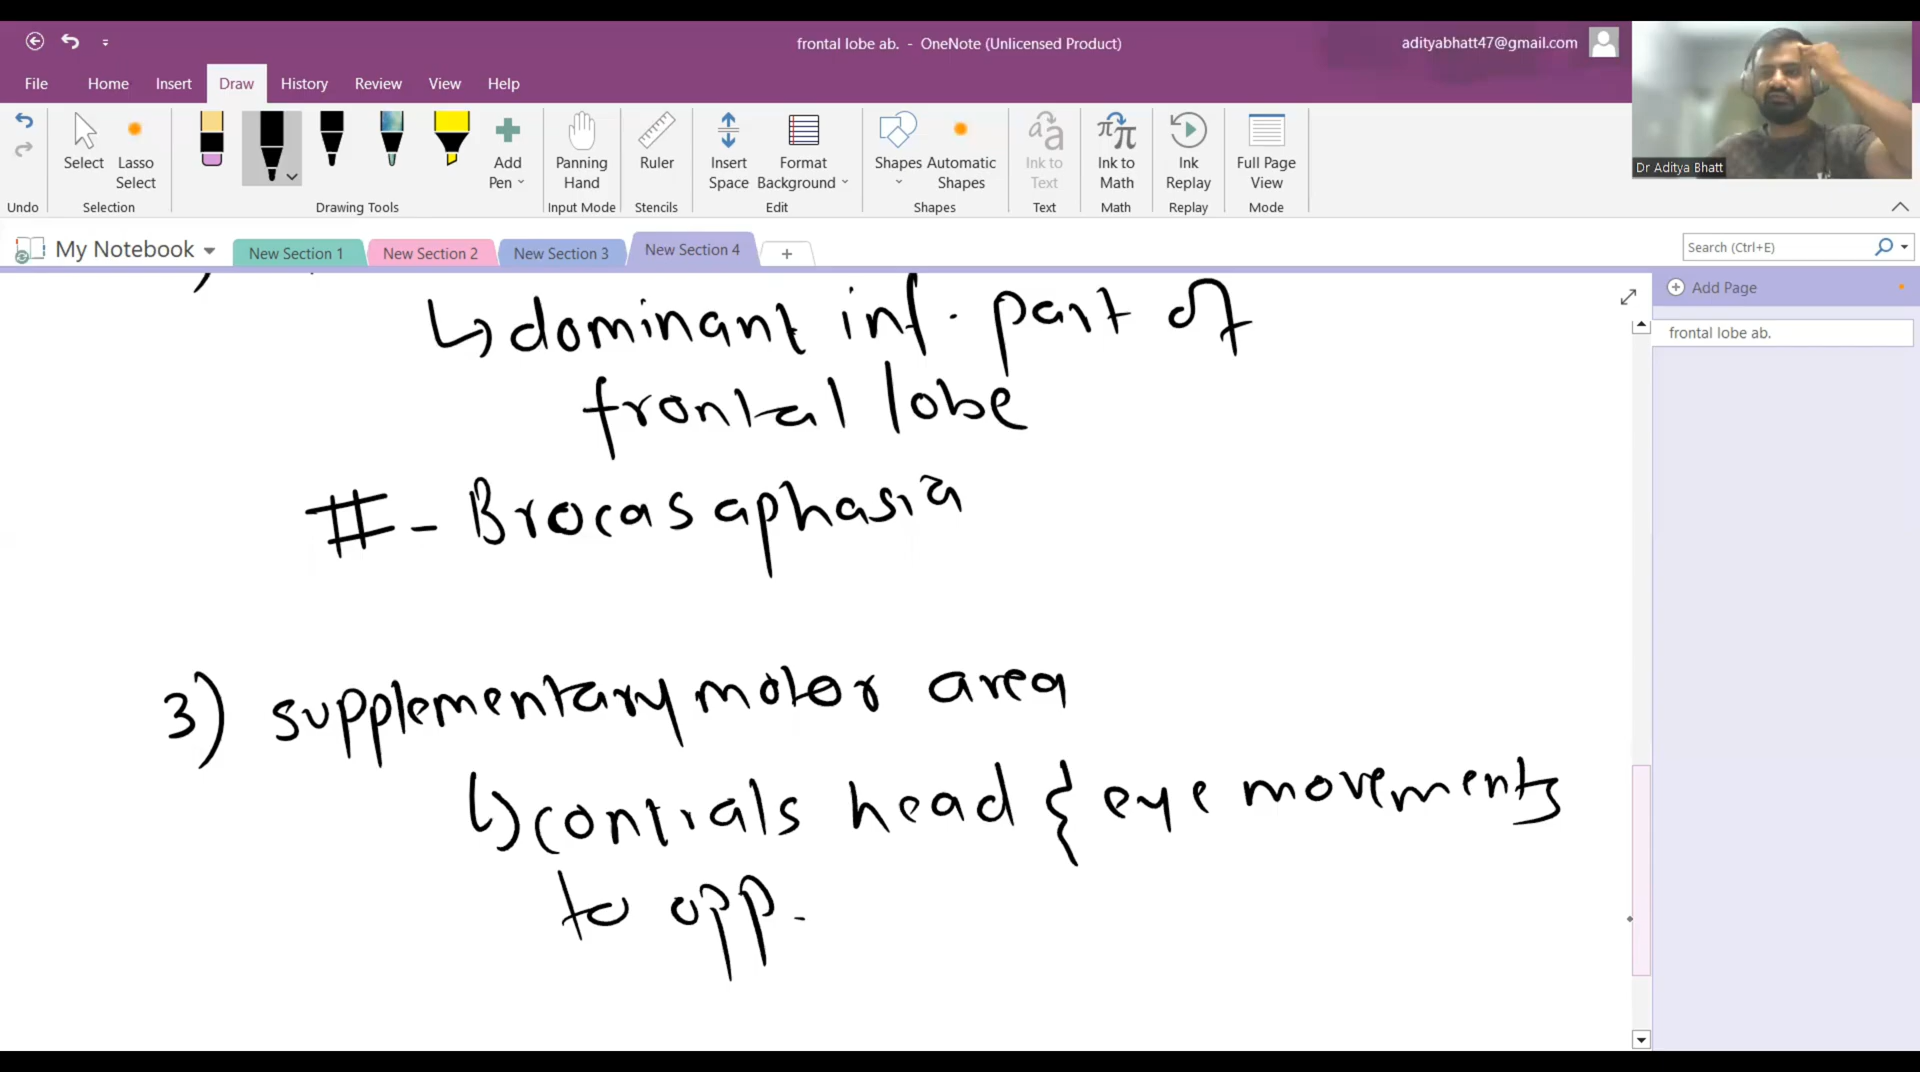 frontal lobe ab. - OneNote (Unlicensed Product)
adityabhatt47@gmail.com
File Home Insert Draw History Review View Help
Select
Lasso Select
Add Pen
Panning Hand
Ruler
Insert Space
Format Background
Shapes
Automatic Shapes
Ink to Text
Ink to Math
Ink Replay
Full Page View
Dr Aditya Bhatt
Undo Selection Drawing Tools Input Mode Stencils Edit Shapes Text Math Replay Mode
My Notebook New Section 1 New Section 2 New Section 3 New Section 4
Search (Ctrl+E)
Add Page
frontal lobe ab.
↳ dominant inf. part of
frontal lobe
# - Brocas aphasia
3) supplementary motor area
↳ controls head & eye movements
to opp.